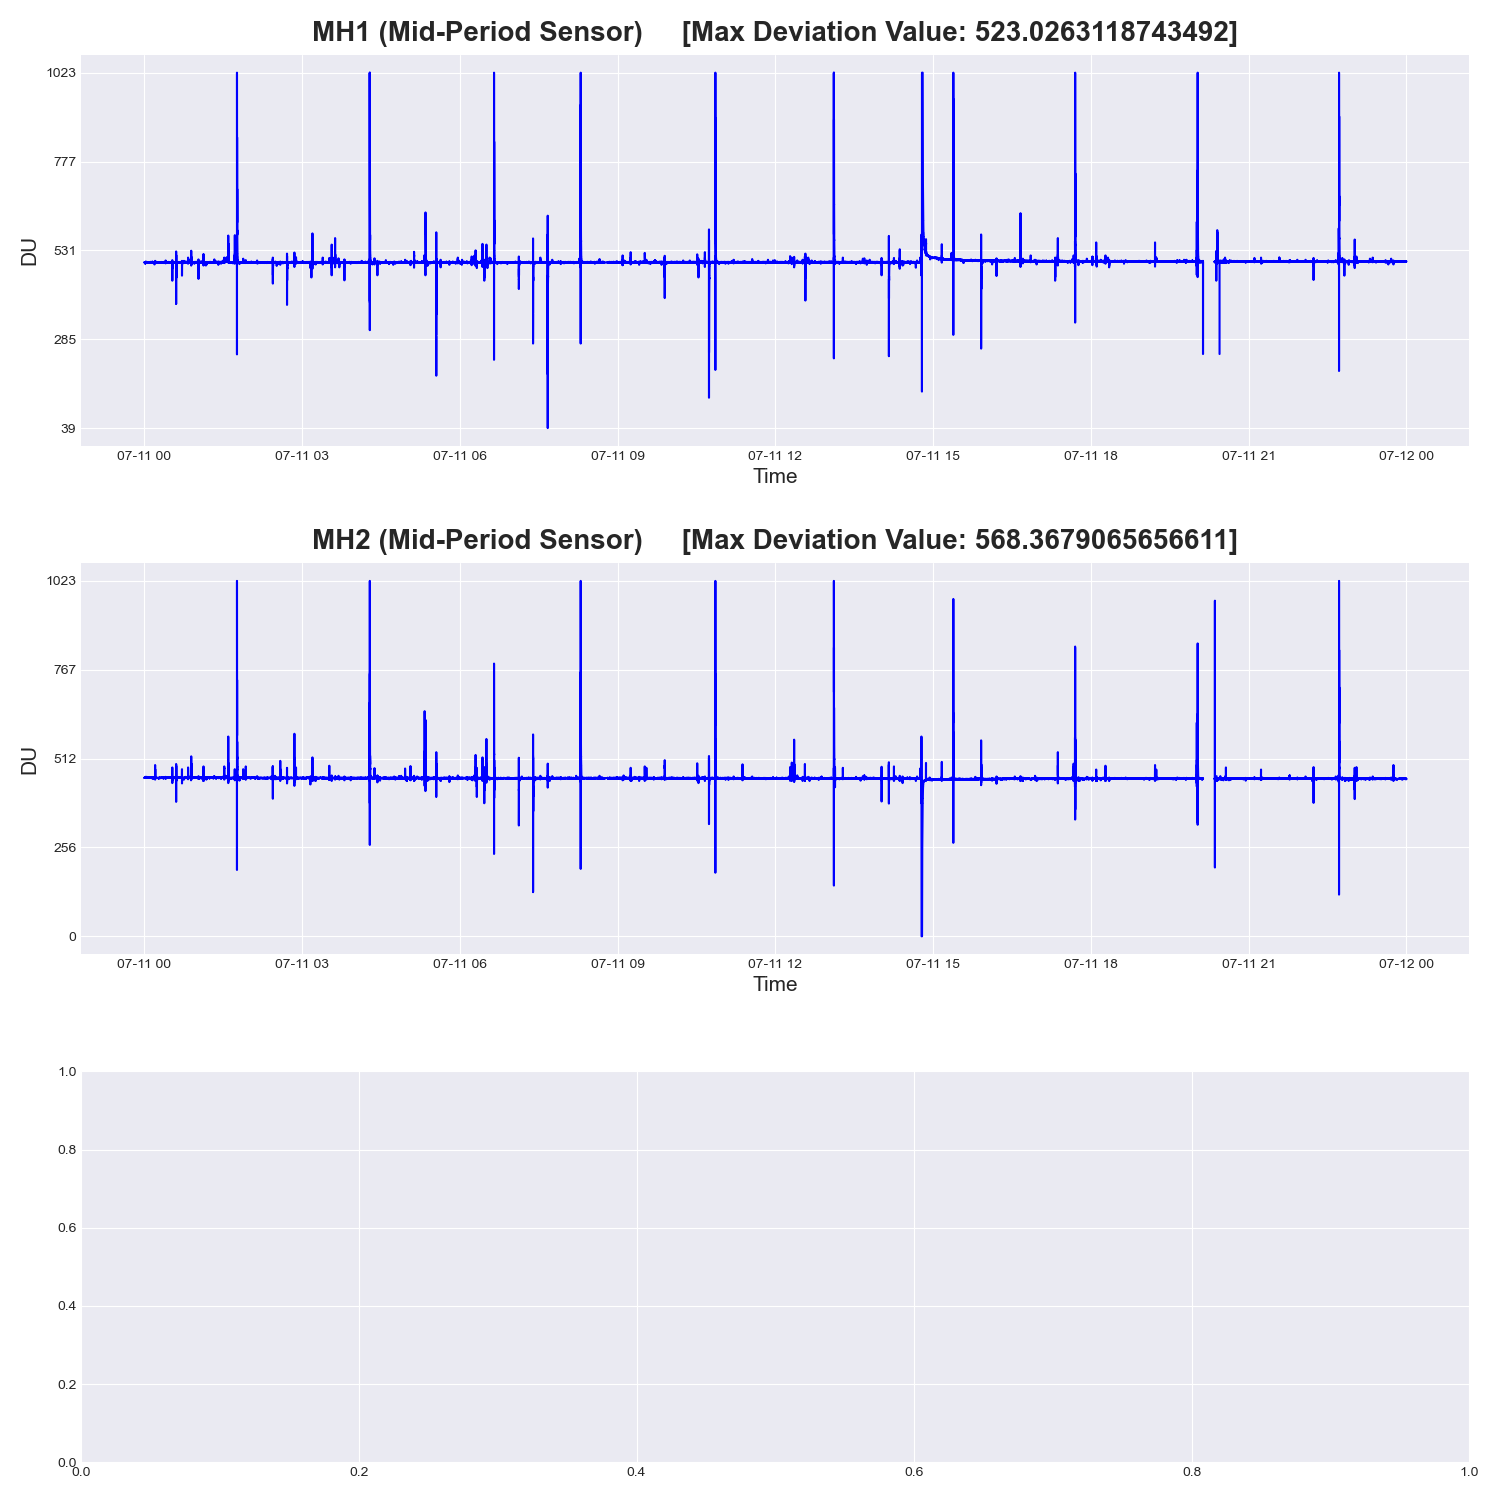 MH1 (Mid-Period Sensor) [Max Deviation Value: 523.0263118743492]
1023
777
531
285
39
DU
07-11 00 07-11 03 07-11 06 07-11 09 07-11 12 07-11 15 07-11 18 07-11 21 07-12 00
Time
MH2 (Mid-Period Sensor) [Max Deviation Value: 568.3679065656611]
1023
767
512
256
0
DU
07-11 00 07-11 03 07-11 06 07-11 09 07-11 12 07-11 15 07-11 18 07-11 21 07-12 00
Time
1.0
0.8
0.6
0.4
0.2
0.0
0.0 0.2 0.4 0.6 0.8 1.0